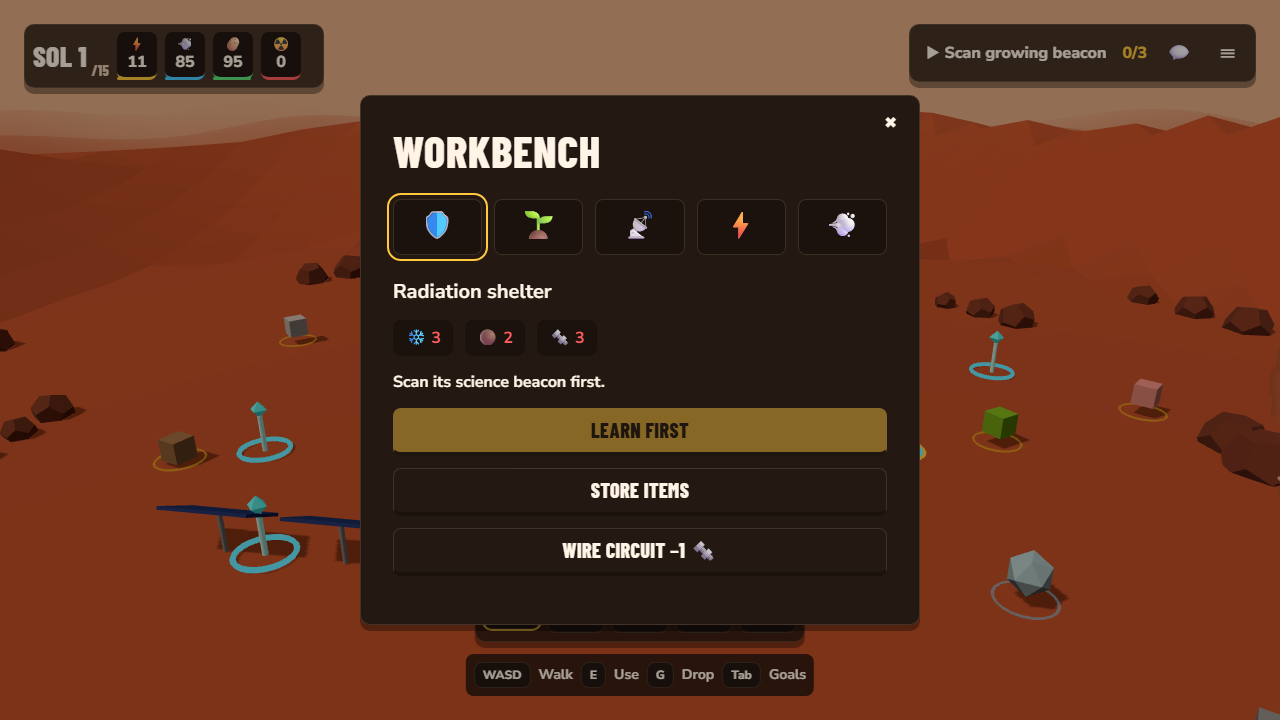 SOL 1 /15
11 85 95 0
▶ Scan growing beacon 0/3
WORKBENCH
Radiation shelter
3 2 3
Scan its science beacon first.
LEARN FIRST
STORE ITEMS
WIRE CIRCUIT –1
WASD Walk E Use G Drop Tab Goals